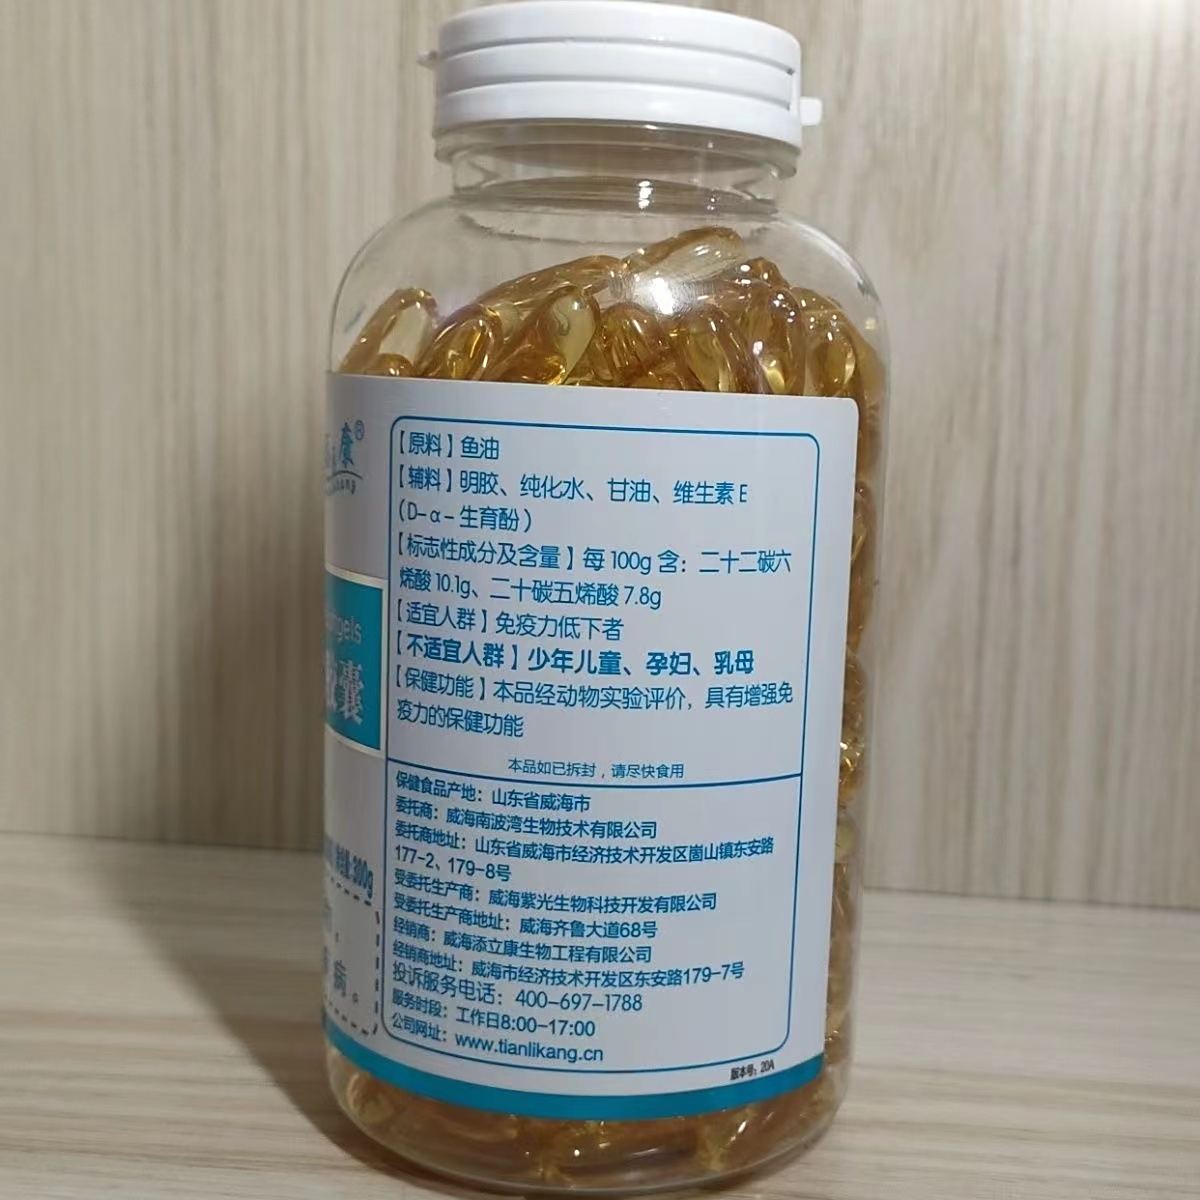 康®
gels
胶囊
300g
病。
【原料】鱼油
【辅料】明胶、纯化水、甘油、维生素E
（D-α-生育酚）
【标志性成分及含量】每100g含：二十二碳六
烯酸10.1g、二十碳五烯酸7.8g
【适宜人群】免疫力低下者
【不适宜人群】少年儿童、孕妇、乳母
【保健功能】本品经动物实验评价，具有增强免
疫力的保健功能
本品如已拆封，请尽快食用
保健食品产地：山东省威海市
委托商：威海南波湾生物技术有限公司
委托商地址：山东省威海市经济技术开发区崮山镇东安路
177-2、179-8号
受委托生产商：威海紫光生物科技开发有限公司
受委托生产商地址：威海齐鲁大道68号
经销商：威海添立康生物工程有限公司
经销商地址：威海市经济技术开发区东安路179-7号
投诉服务电话：400-697-1788
服务时段：工作日8:00-17:00
公司网址：www.tianlikang.cn
版本号：20A